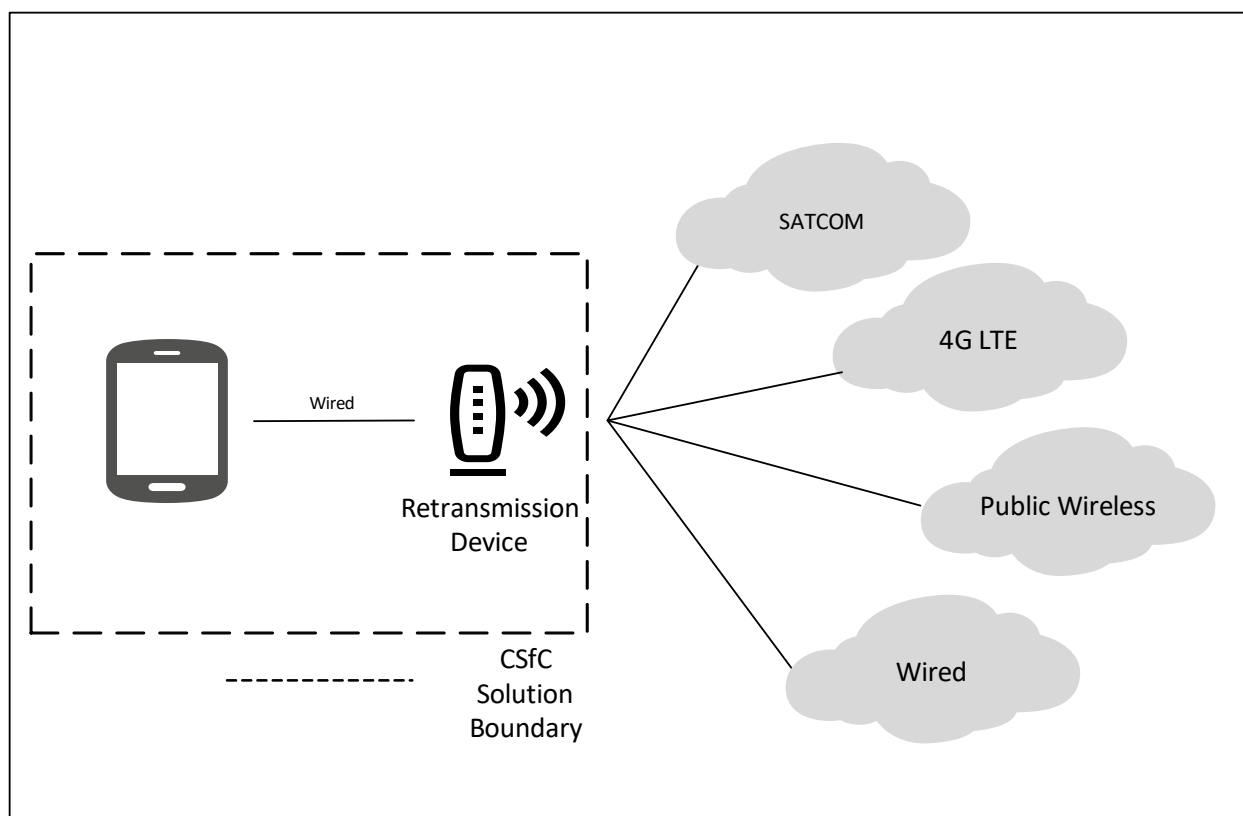 SATCOM
4G LTE
Wired
Retransmission
Device
Public Wireless
CSfC
Solution
Boundary
Wired